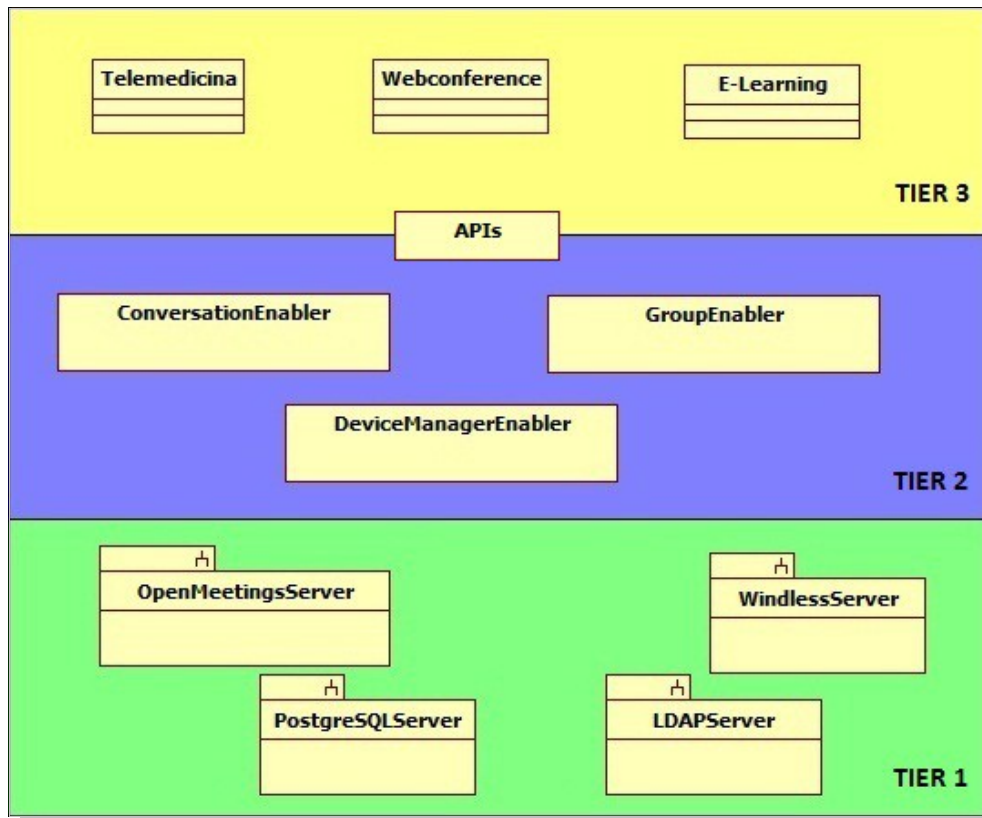 Telemedicina
Webconference
E-Learning
TIER 3
APIs
ConversationEnabler
GroupEnabler
DeviceManagerEnabler
TIER 2
OpenMeetingsServer
WindlessServer
PostgreSQLServer
LDAPServer
TIER 1